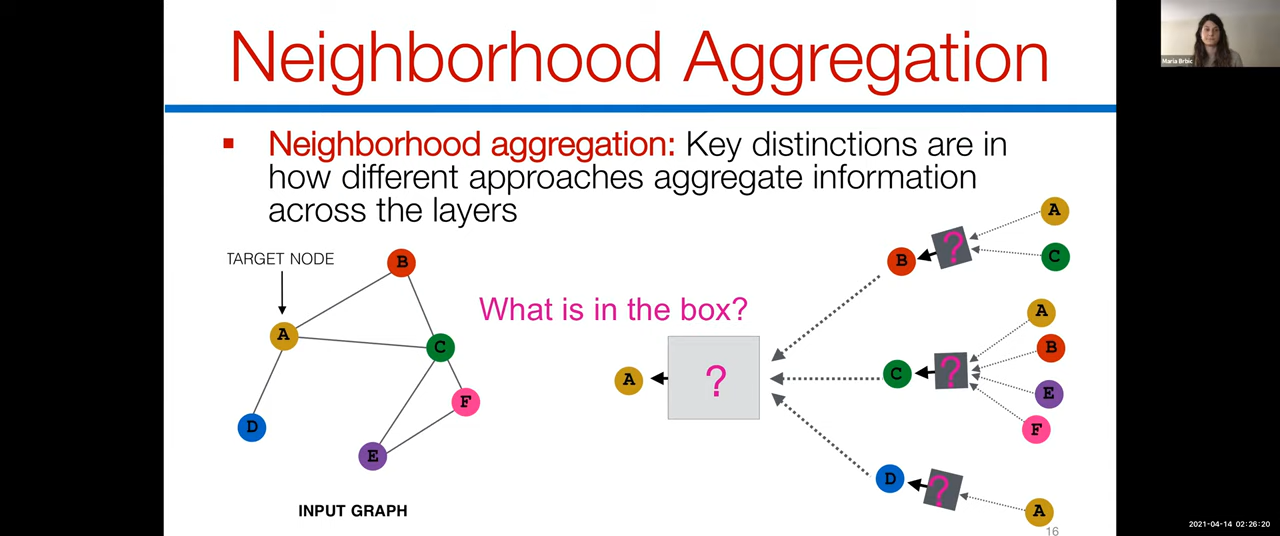 Neighborhood Aggregation
Maria Brbic
▪ Neighborhood aggregation: Key distinctions are in
how different approaches aggregate information
across the layers
TARGET NODE
A
B
C
D
E
F
INPUT GRAPH
What is in the box?
A
?
B
?
A
C
C
?
A
B
E
F
D
?
A
16
2021-04-14 02:26:20